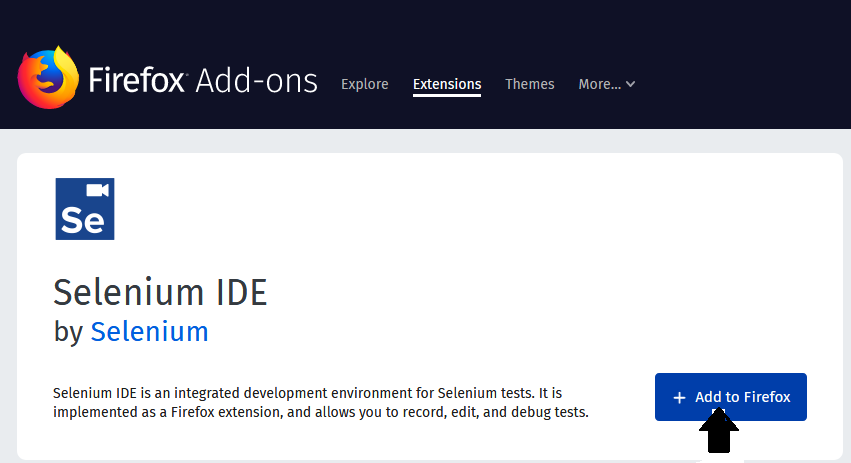 Firefox Add-ons Explore Extensions Themes More...
Se
Selenium IDE
by Selenium
Selenium IDE is an integrated development environment for Selenium tests. It is
implemented as a Firefox extension, and allows you to record, edit, and debug tests.
+ Add to Firefox